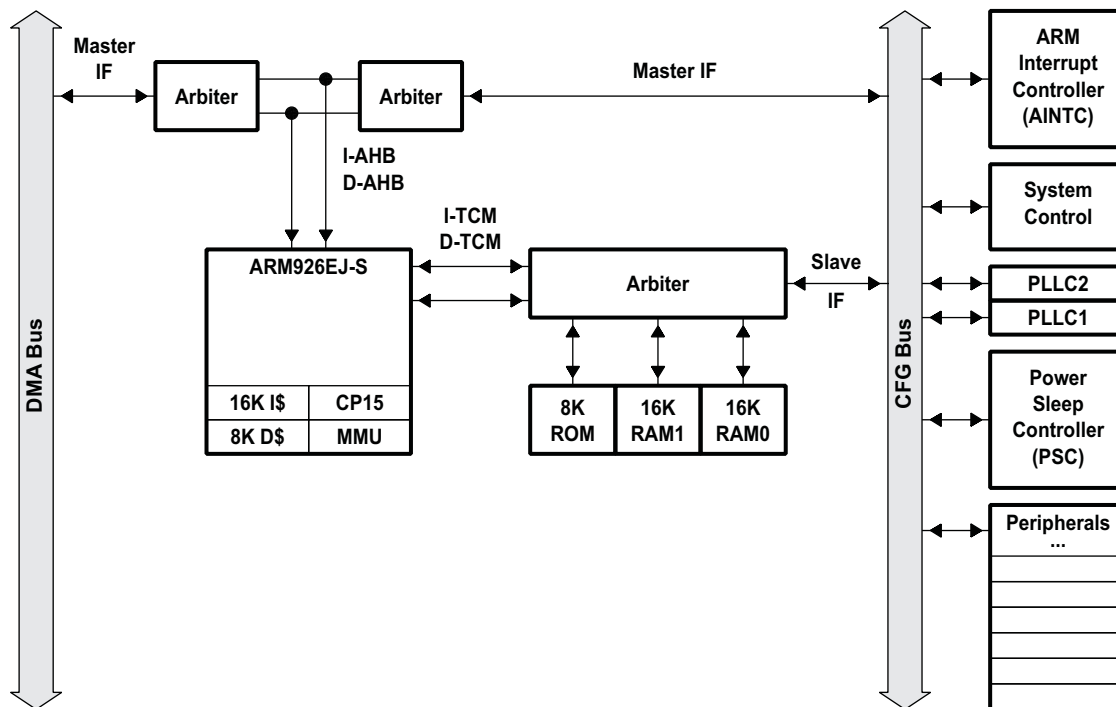 Master
IF
Arbiter
Arbiter
Master IF
ARM
Interrupt
Controller
(AINTC)
I-AHB
D-AHB
System
Control
I-TCM
D-TCM
ARM926EJ-S
Arbiter
Slave
IF
PLLC2
PLLC1
DMA Bus
CFG Bus
16K I$
CP15
8K D$
MMU
8K
ROM
16K
RAM1
16K
RAM0
Power
Sleep
Controller
(PSC)
Peripherals
...